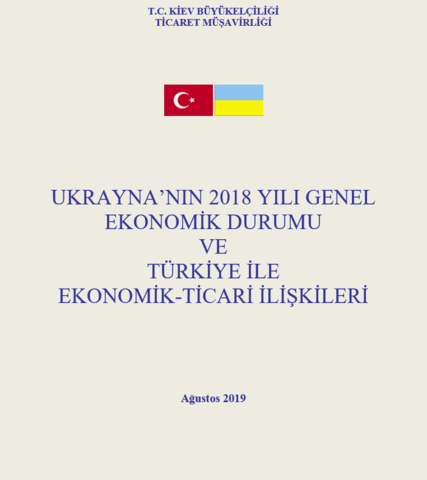 T.C. KİEV BÜYÜKELÇİLİĞİ
TİCARET MÜŞAVİRLİĞİ
UKRAYNA’NIN 2018 YILI GENEL
EKONOMİK DURUMU
VE
TÜRKİYE İLE
EKONOMİK-TİCARİ İLİŞKİLERİ
Ağustos 2019